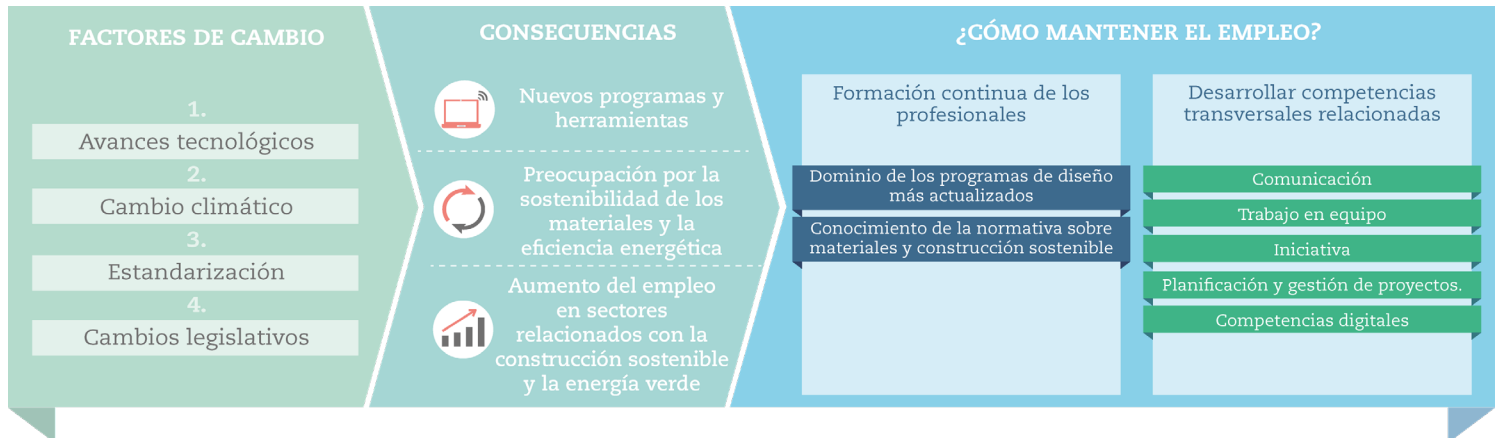 FACTORES DE CAMBIO
1.
Avances tecnológicos
2.
Cambio climático
3.
Estandarización
4.
Cambios legislativos
CONSECUENCIAS
Nuevos programas y
herramientas
Preocupación por la
sostenibilidad de los
materiales y la
eficiencia energética
Aumento del empleo
en sectores
relacionados con la
construcción sostenible
y la energía verde
¿CÓMO MANTENER EL EMPLEO?
Formación continua de los
profesionales
Dominio de los programas de diseño
más actualizados
Conocimiento de la normativa sobre
materiales y construcción sostenible
Desarrollar competencias
transversales relacionadas
Comunicación
Trabajo en equipo
Iniciativa
Planificación y gestión de proyectos.
Competencias digitales